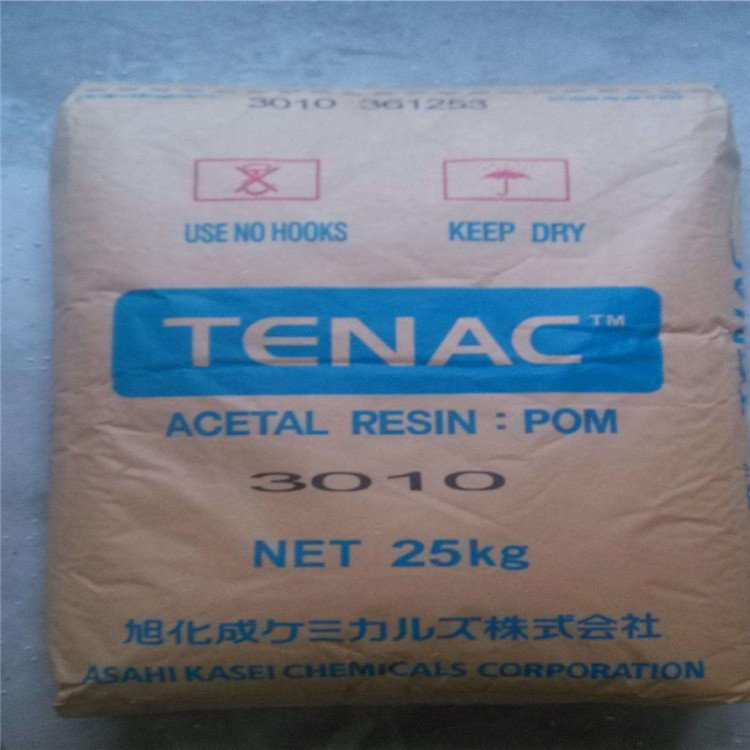 3010 361253
USE NO HOOKS KEEP DRY
TENAC™
ACETAL RESIN : POM
3010
NET 25kg
旭化成ケミカルズ株式会社
ASAHI KASEI CHEMICALS CORPORATION